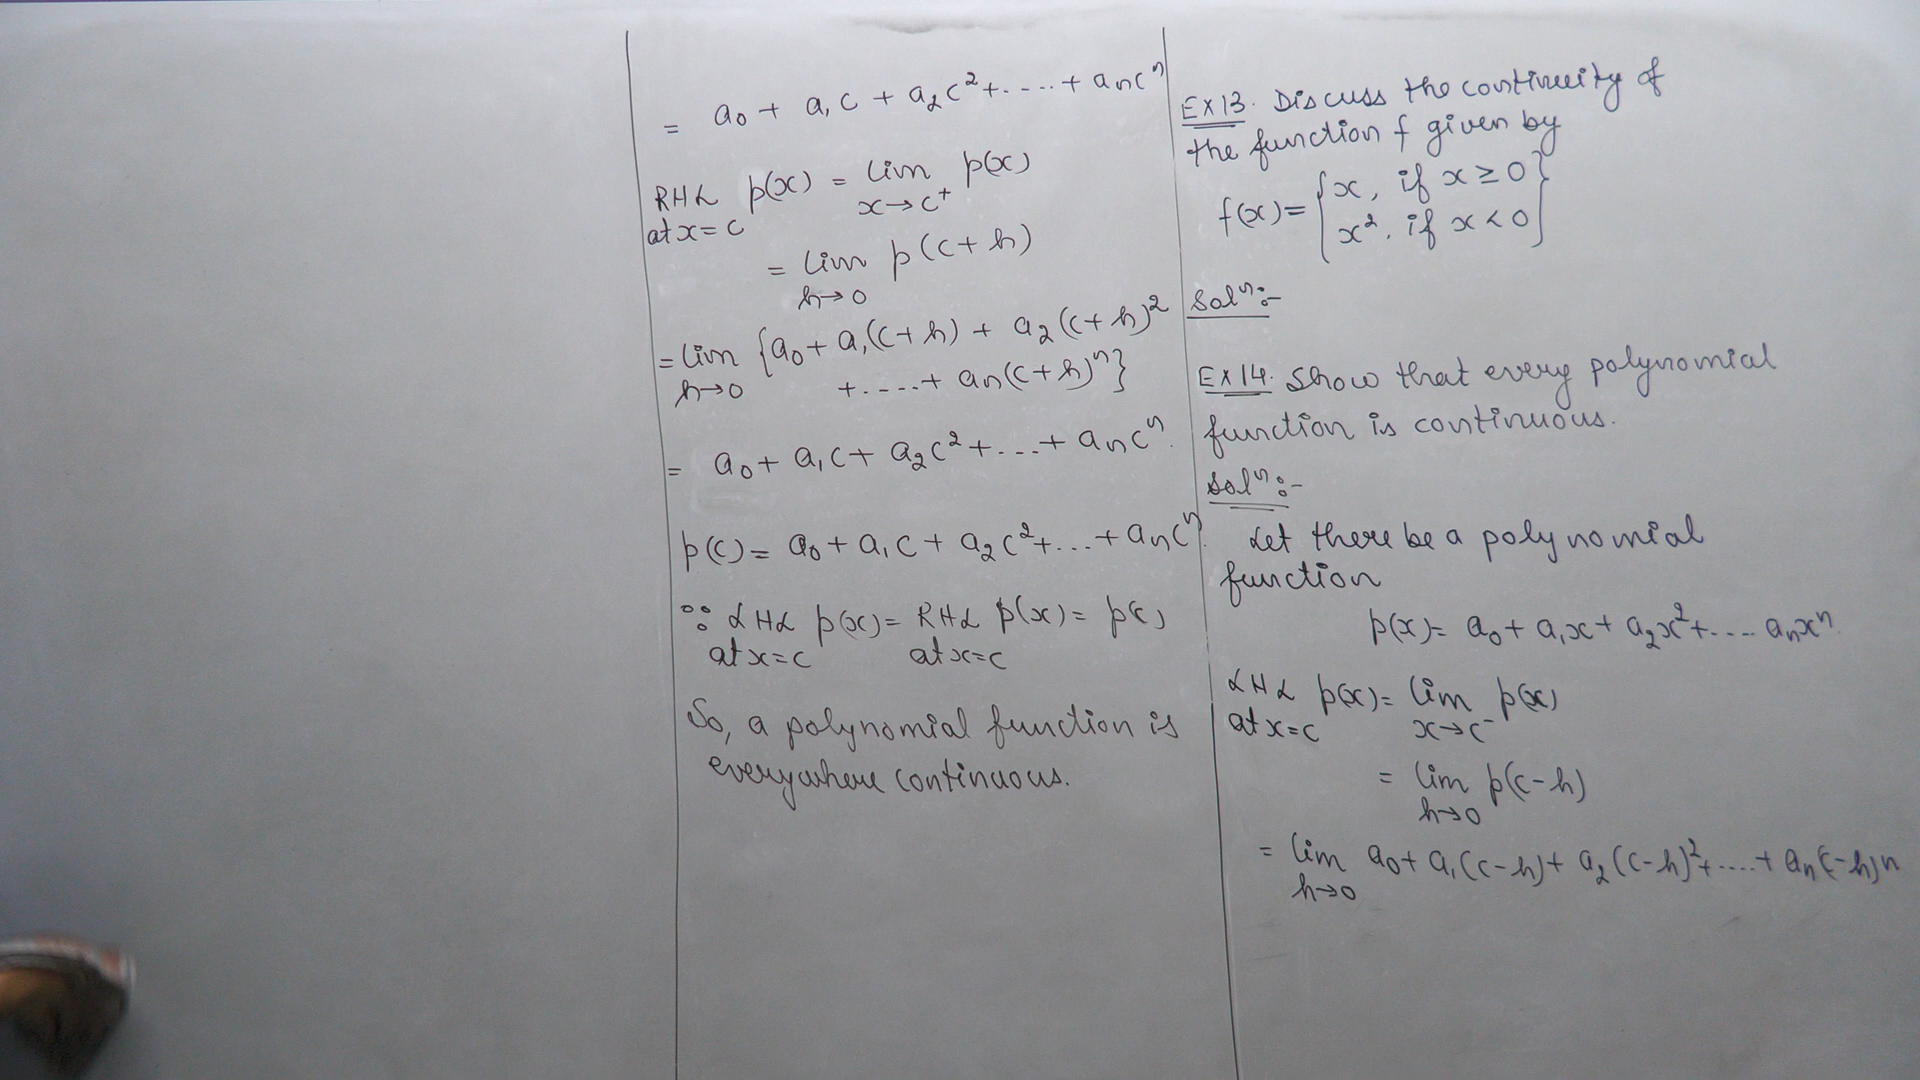 EX13. Discuss the continuity of
the function f given by
f(x)= {x, if x ≥ 0
x², if x < 0}
Solⁿ:-
EX14. Show that every polynomial
function is continuous.
Solⁿ:-
Let there be a polynomial
function
p(x)= a₀+ a₁x+ a₂x²+.... aₙxⁿ
LHL p(x)= lim p(x)
at x=c x→c⁻
= lim p(c-h)
h→0
= lim a₀+ a₁(c-h)+ a₂(c-h)²+....+ aₙ(c-h)n
h→0
= a₀ + a₁c + a₂c²+.....+ aₙcⁿ
RHL p(x) = lim p(x)
at x=c x→c⁺
= lim p(c+h)
h→0
= lim {a₀+ a₁(c+h) + a₂(c+h)²
h→0 +.....+ aₙ(c+h)ⁿ}
= a₀+ a₁c+ a₂c²+....+ aₙcⁿ.
p(c)= a₀+ a₁c+ a₂c²+...+aₙcⁿ.
∵ LHL p(x)= RHL p(x)= p(c)
at x=c at x=c
So, a polynomial function is
everywhere continuous.